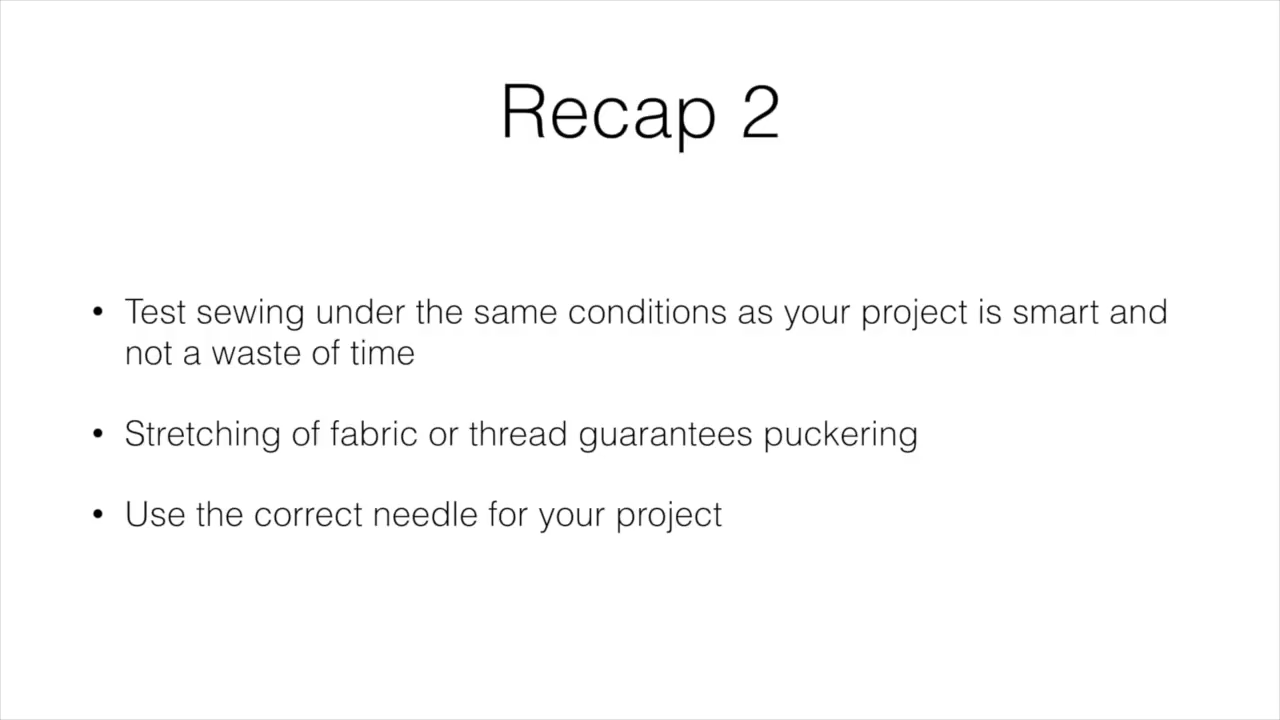 Recap 2
• Test sewing under the same conditions as your project is smart and
not a waste of time
• Stretching of fabric or thread guarantees puckering
• Use the correct needle for your project